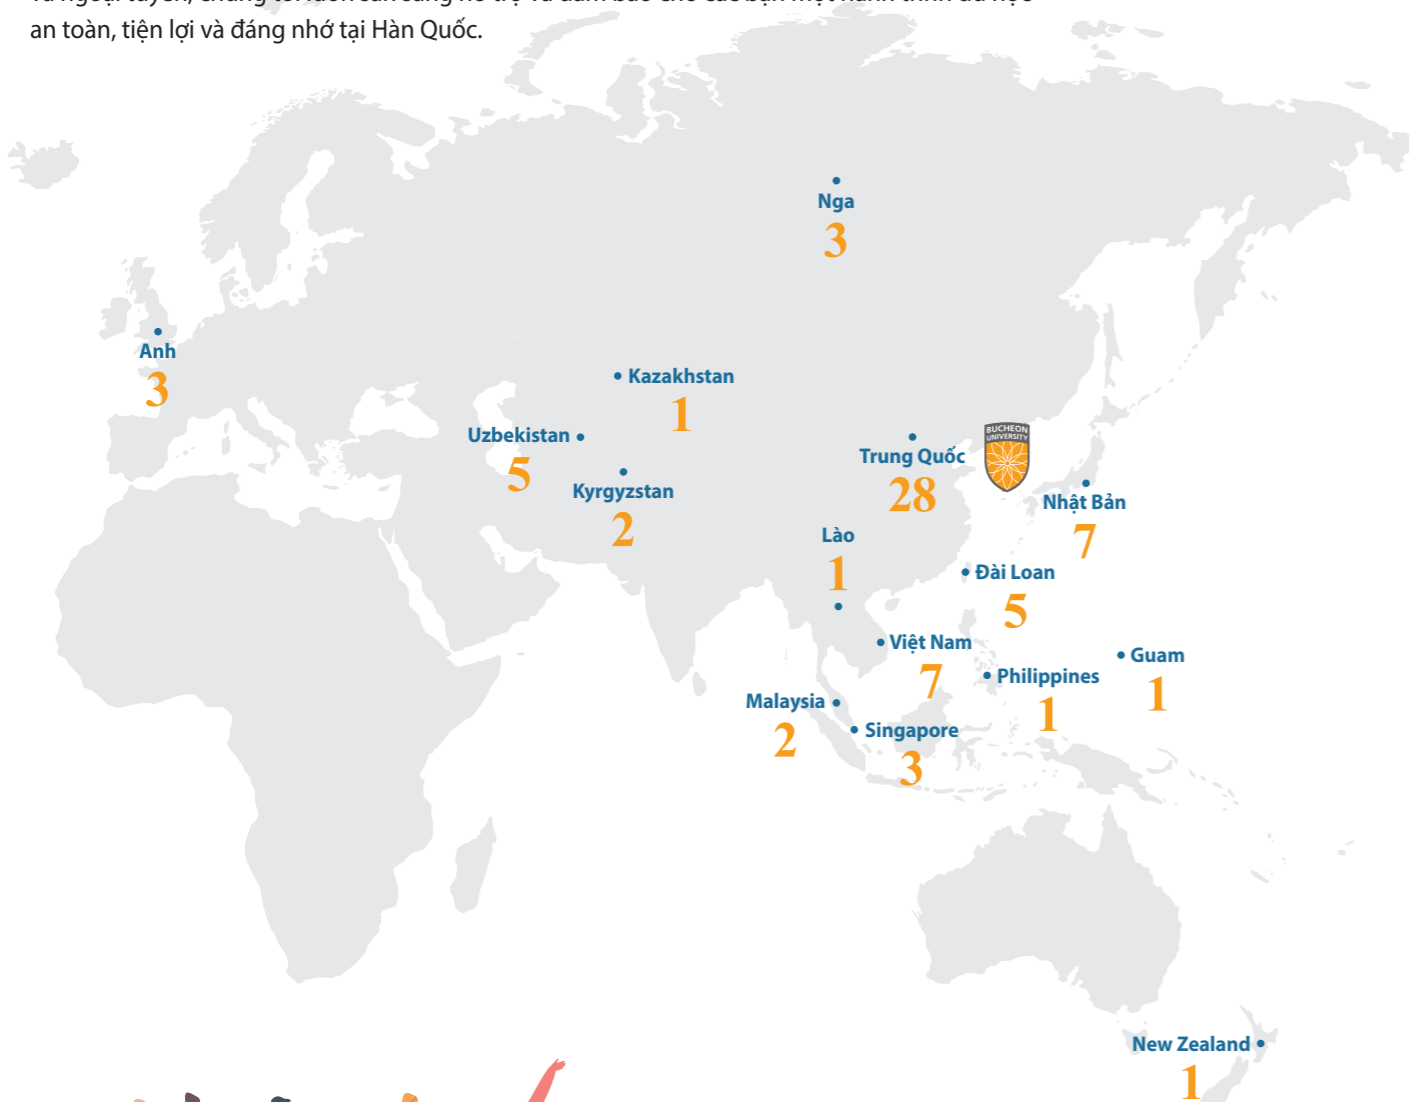 an toàn, tiện lợi và đáng nhớ tại Hàn Quốc.
Nga
3
Anh
3
Kazakhstan
1
Uzbekistan
5
Kyrgyzstan
2
BUCHEON
UNIVERSITY
Trung Quốc
28
Nhật Bản
7
Lào
1
Đài Loan
5
Việt Nam
7
Guam
1
Philippines
1
Malaysia
2
Singapore
3
New Zealand
1